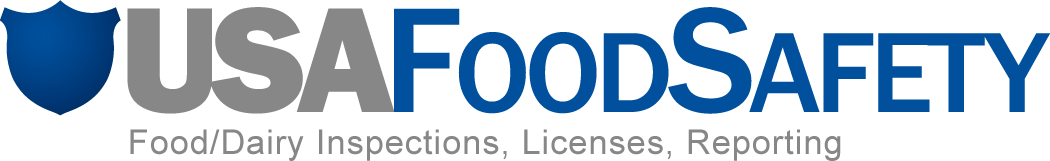 USAFOODSAFETY
Food/Dairy Inspections, Licenses, Reporting